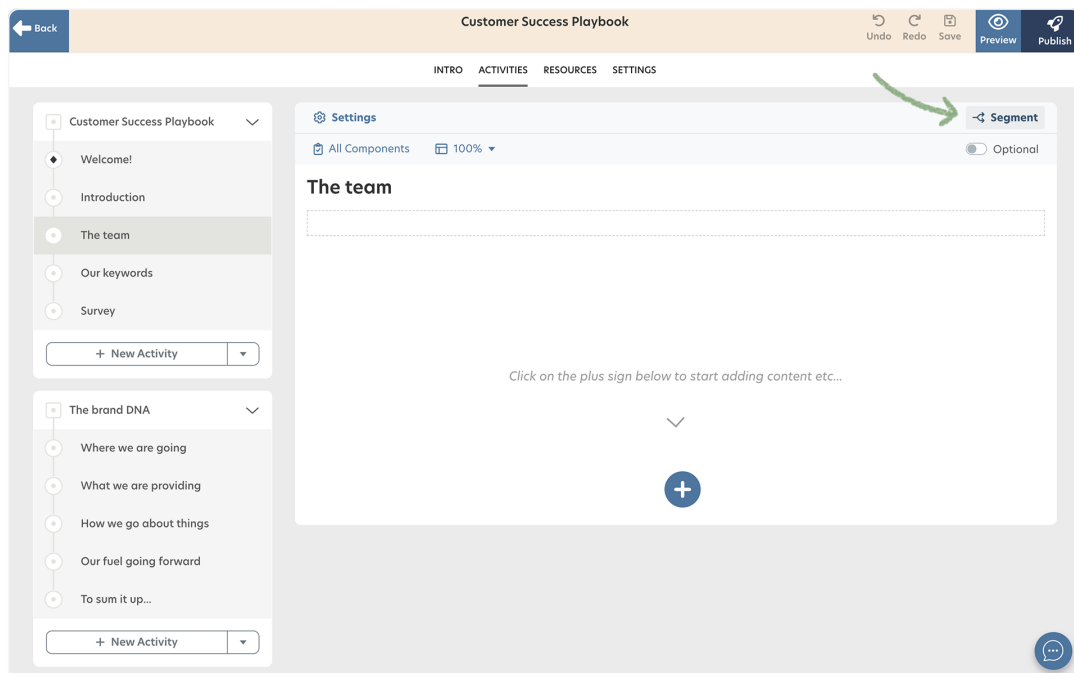 Back
Customer Success Playbook
Undo
Redo
Save
Preview
Publish
INTRO ACTIVITIES RESOURCES SETTINGS
Customer Success Playbook
Welcome!
Introduction
The team
Our keywords
Survey
+ New Activity
The brand DNA
Where we are going
What we are providing
How we go about things
Our fuel going forward
To sum it up...
+ New Activity
Settings
Segment
All Components
100%
Optional
The team
Click on the plus sign below to start adding content etc...